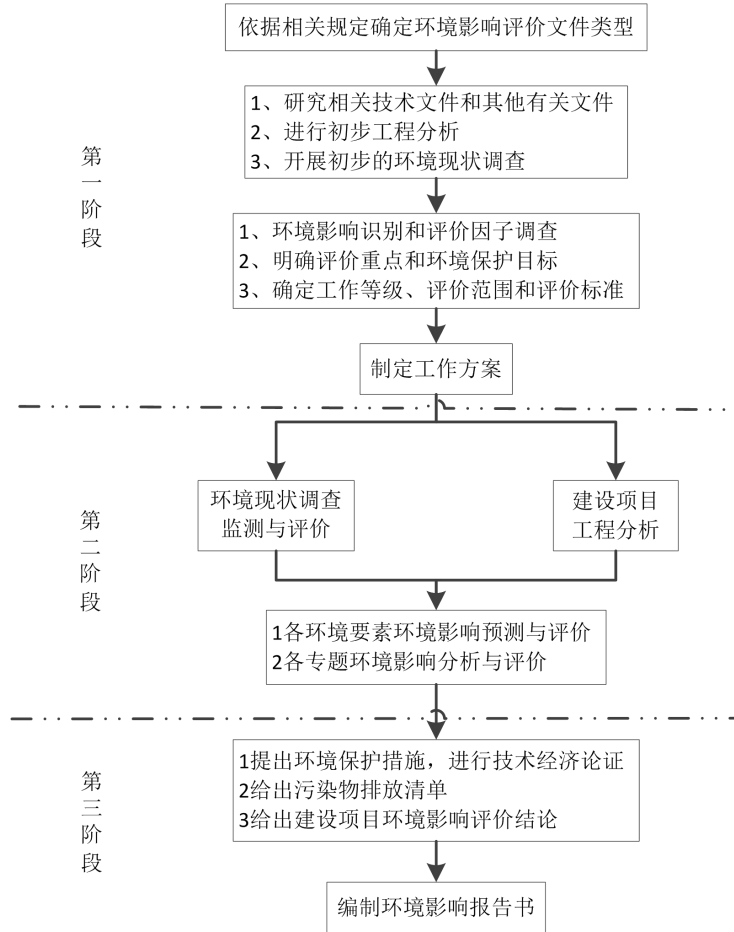 依据相关规定确定环境影响评价文件类型
1、研究相关技术文件和其他有关文件
2、进行初步工程分析
3、开展初步的环境现状调查
第一阶段
1、环境影响识别和评价因子调查
2、明确评价重点和环境保护目标
3、确定工作等级、评价范围和评价标准
制定工作方案
环境现状调查
监测与评价
建设项目
工程分析
第二阶段
1各环境要素环境影响预测与评价
2各专题环境影响分析与评价
1提出环境保护措施，进行技术经济论证
2给出污染物排放清单
3给出建设项目环境影响评价结论
第三阶段
编制环境影响报告书